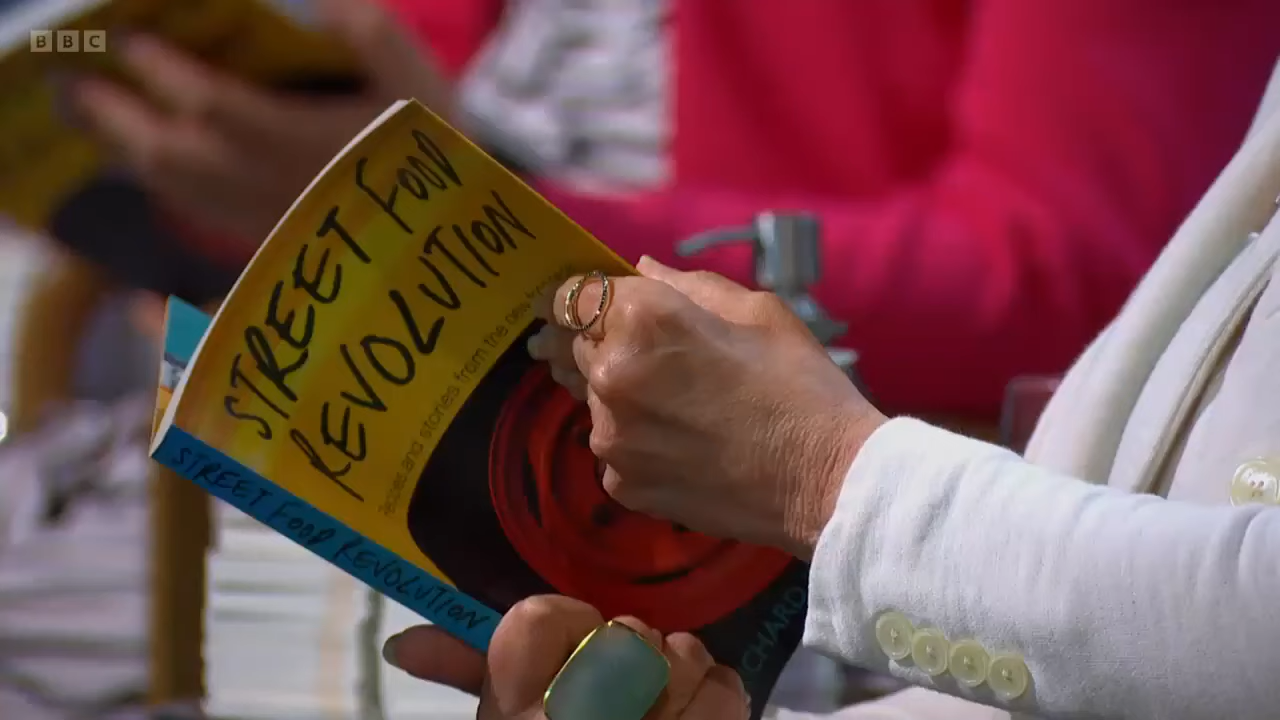 BBC
STREET FOOD
REVOLUTION
recipes and stories from the new
STREET FOOD REVOLUTION
CHARD